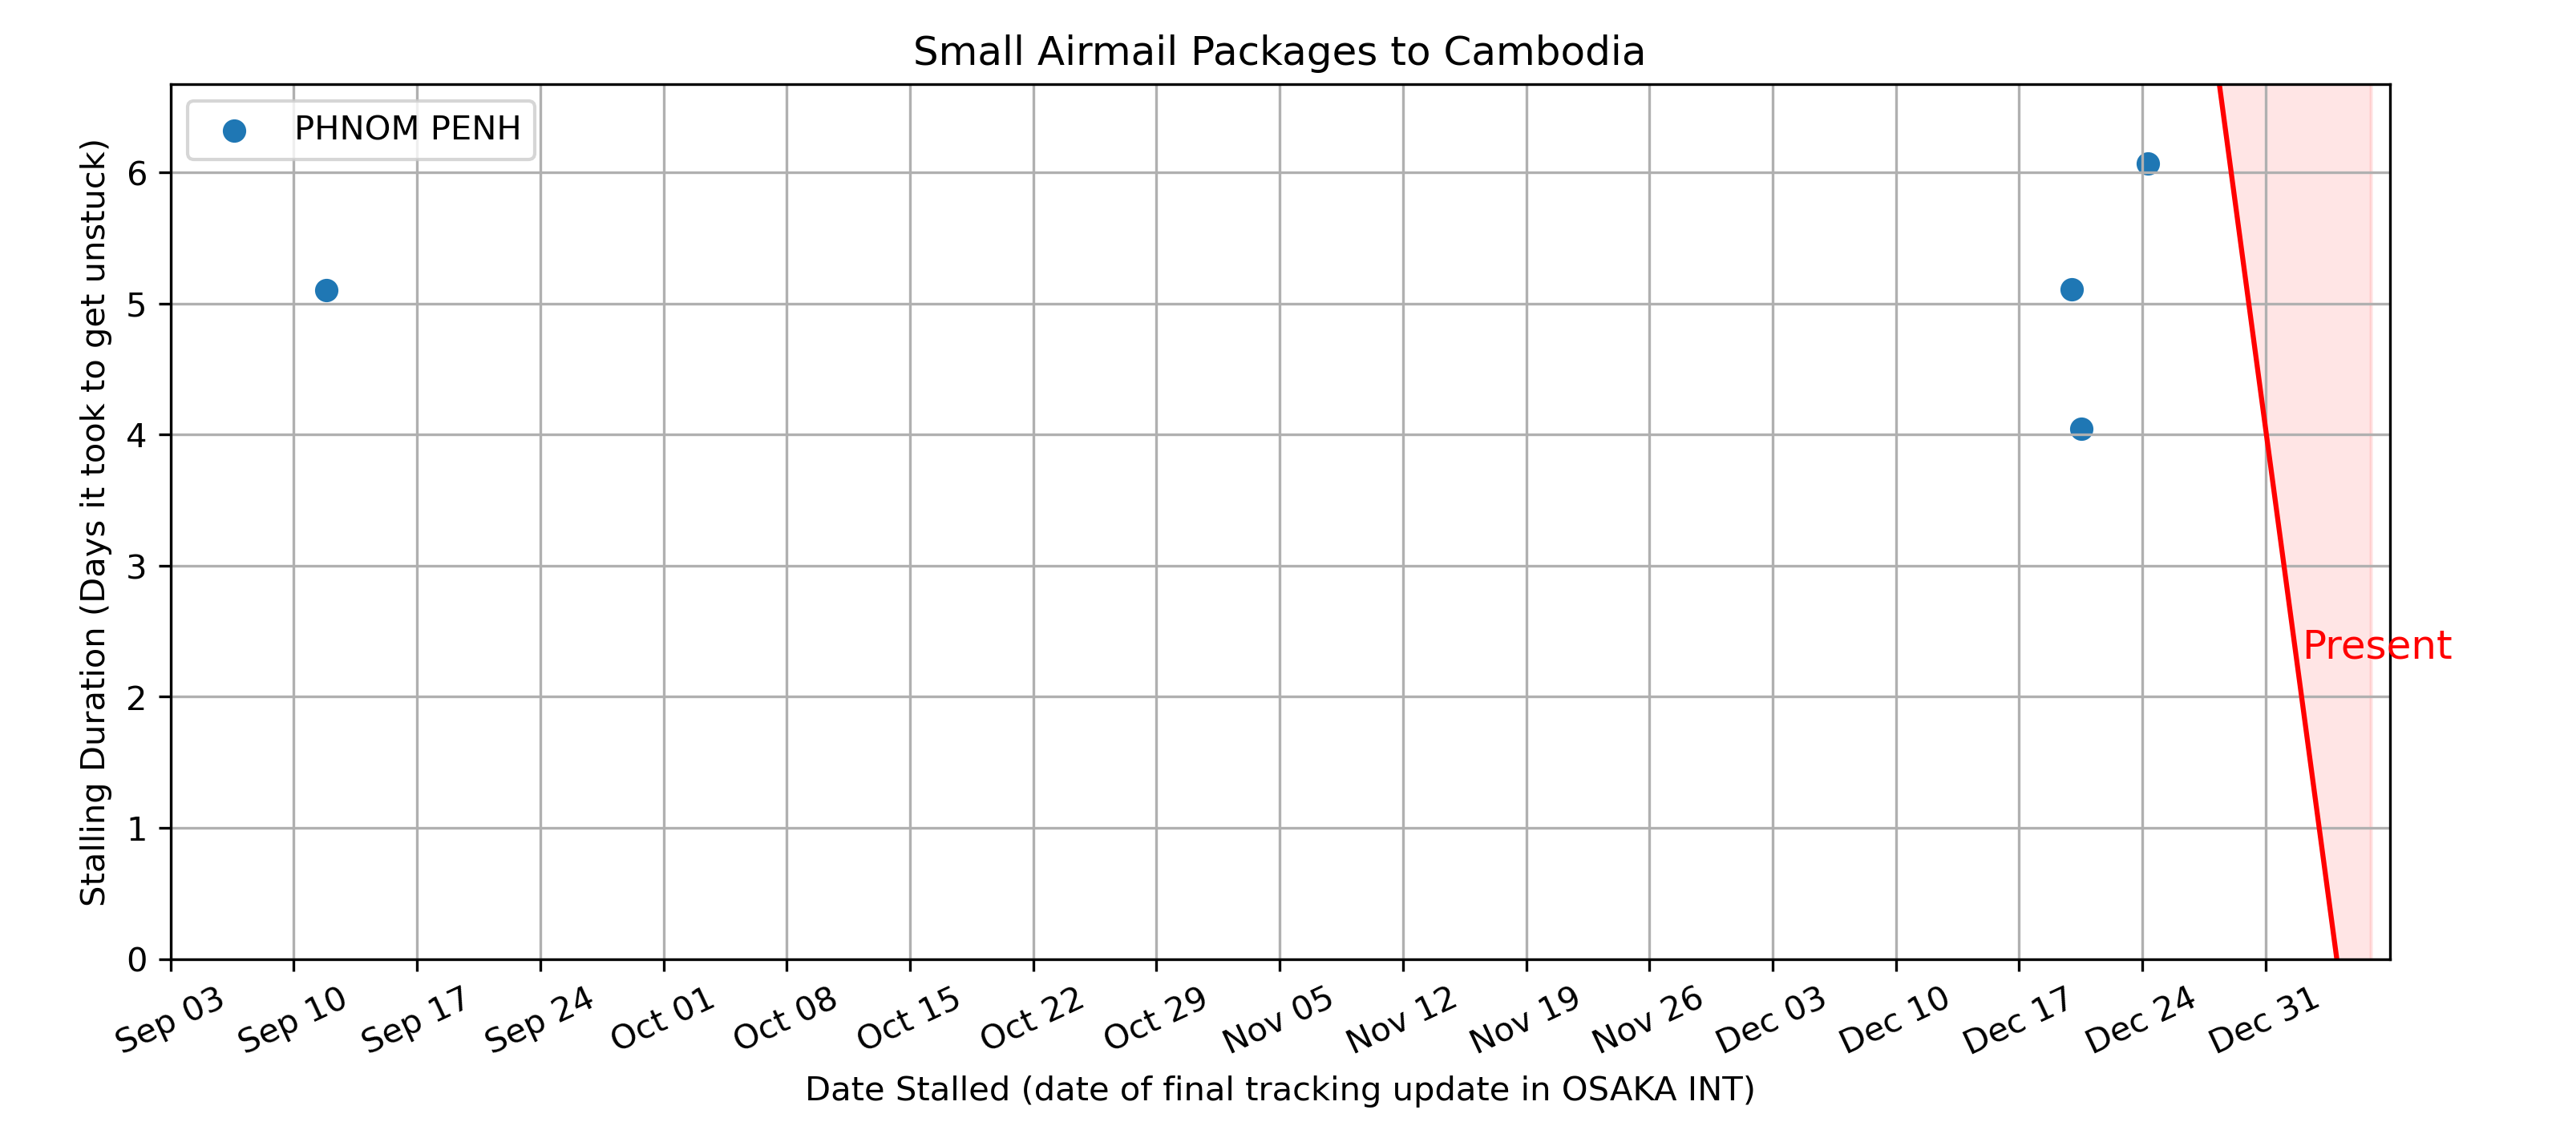 Small Airmail Packages to Cambodia
PHNOM PENH
Stalling Duration (Days it took to get unstuck)
6
5
4
3
2
1
0
Present
Sep 03
Sep 10
Sep 17
Sep 24
Oct 01
Oct 08
Oct 15
Oct 22
Oct 29
Nov 05
Nov 12
Nov 19
Nov 26
Dec 03
Dec 10
Dec 17
Dec 24
Dec 31
Date Stalled (date of final tracking update in OSAKA INT)